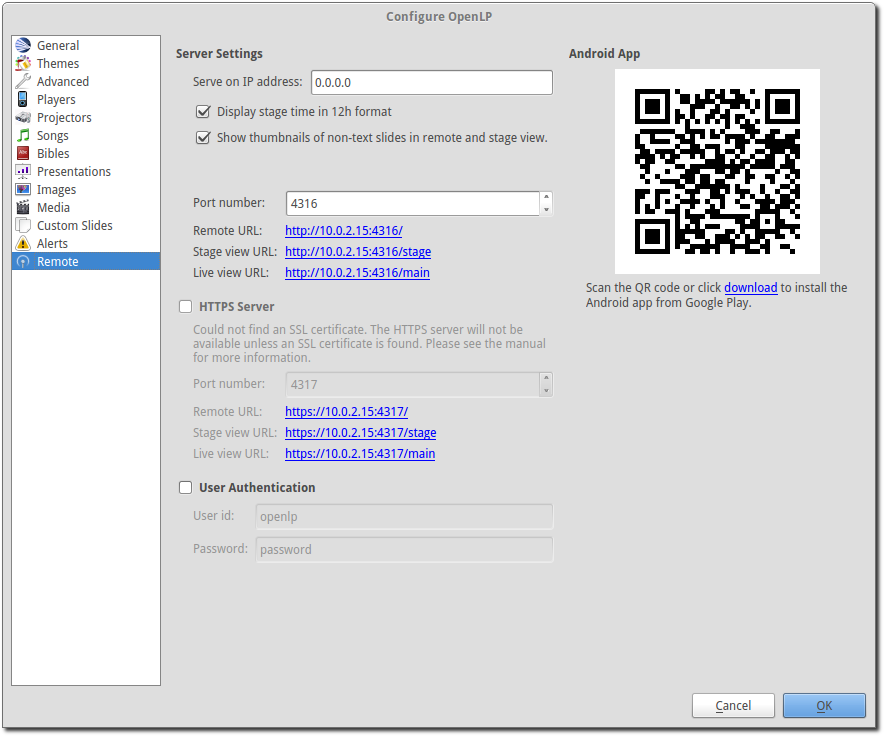 Configure OpenLP
General
Themes
Advanced
Players
Projectors
Songs
Bibles
Presentations
Images
Media
Custom Slides
Alerts
Remote
Server Settings
Serve on IP address: 0.0.0.0
Display stage time in 12h format
Show thumbnails of non-text slides in remote and stage view.
Port number: 4316
Remote URL: http://10.0.2.15:4316/
Stage view URL: http://10.0.2.15:4316/stage
Live view URL: http://10.0.2.15:4316/main
HTTPS Server
Could not find an SSL certificate. The HTTPS server will not be
available unless an SSL certificate is found. Please see the manual
for more information.
Port number: 4317
Remote URL: https://10.0.2.15:4317/
Stage view URL: https://10.0.2.15:4317/stage
Live view URL: https://10.0.2.15:4317/main
User Authentication
User id: openlp
Password: password
Android App
Scan the QR code or click download to install the
Android app from Google Play.
Cancel
OK